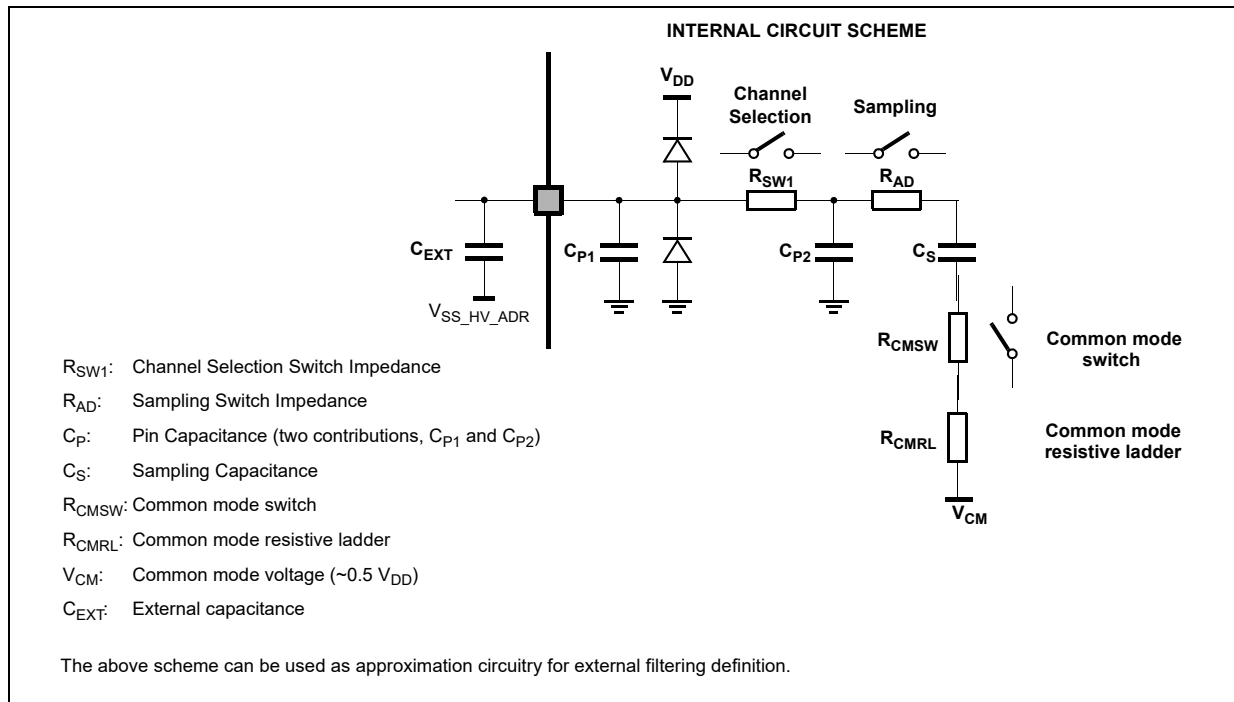 INTERNAL CIRCUIT SCHEME
VDD
Channel
Selection
Sampling
RSW1
RAD
CEXT
CP1
CP2
CS
VSS_HV_ADR
RCMSW
Common mode
switch
RCMRL
Common mode
resistive ladder
VCM
RSW1: Channel Selection Switch Impedance
RAD: Sampling Switch Impedance
CP: Pin Capacitance (two contributions, CP1 and CP2)
CS: Sampling Capacitance
RCMSW: Common mode switch
RCMRL: Common mode resistive ladder
VCM: Common mode voltage (~0.5 VDD)
CEXT: External capacitance
The above scheme can be used as approximation circuitry for external filtering definition.